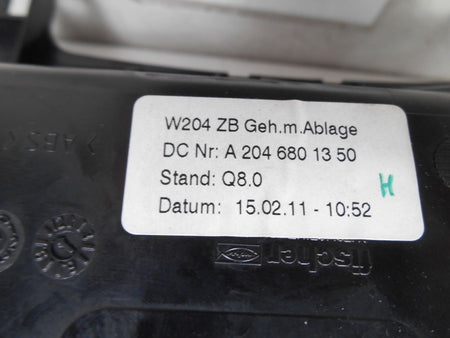 W204 ZB Geh.m.Ablage
DC Nr: A 204 680 13 50
Stand: Q8.0
H
Datum: 15.02.11 - 10:52
fischer
>ABS